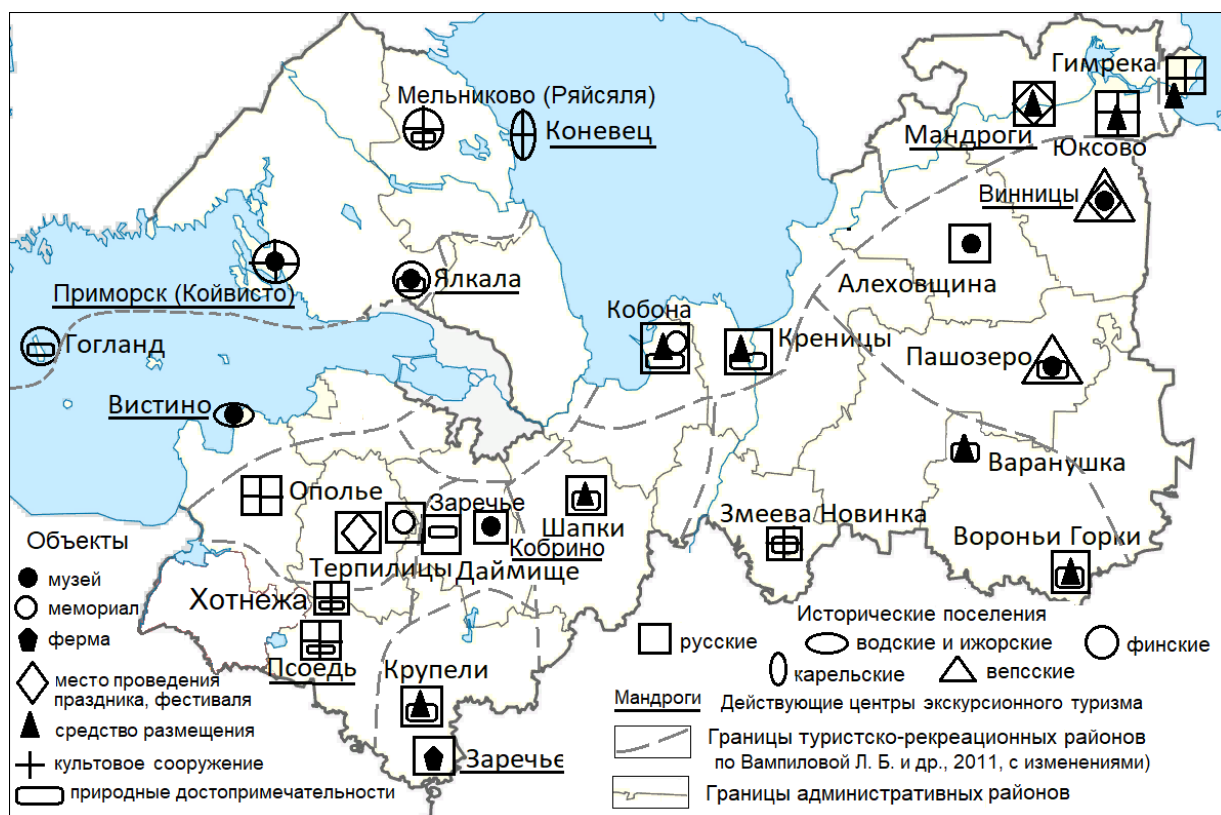 Гимрека
Мельниково (Ряйсяля)
Коневец
Мандроги
Юксово
Винницы
Алеховщина
Ялкала
Приморск (Койвисто)
Гогланд
Кобона
Креницы
Пашозеро
Вистино
Варанушка
Ополье
Заречье
Шапки
Змеева Новинка
Кобрино
Вороньи Горки
Терпилицы
Даймище
Хотнежа
Псоедь
Крупели
Заречье
Объекты
музей
мемориал
ферма
место проведения
праздника, фестиваля
средство размещения
культовое сооружение
природные достопримечательности
Исторические поселения
русские
водские и ижорские
финские
карельские
вепсские
Мандроги Действующие центры экскурсионного туризма
Границы туристско-рекреационных районов
по Вампиловой Л. Б. и др., 2011, с изменениями)
Границы административных районов